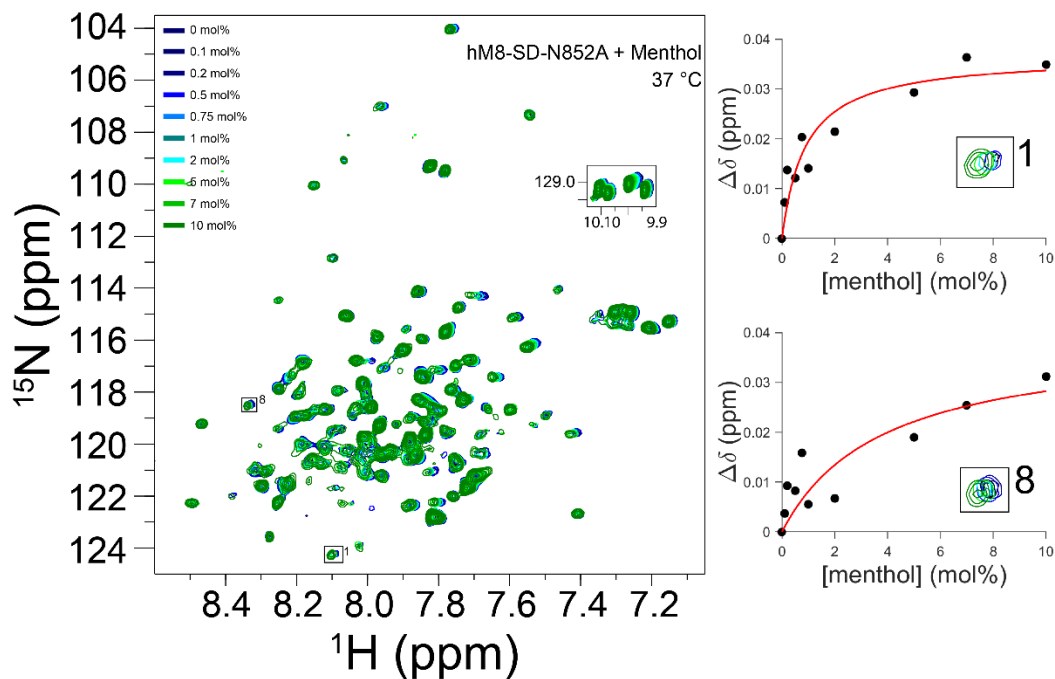 104
106
108
110
112
114
116
118
120
122
124
¹⁵N (ppm)
0 mol%
0.1 mol%
0.2 mol%
0.5 mol%
0.75 mol%
1 mol%
2 mol%
5 mol%
7 mol%
10 mol%
hM8-SD-N852A + Menthol
37 °C
129.0
10.10 9.9
8
1
8.4 8.2 8.0 7.8 7.6 7.4 7.2
¹H (ppm)
0.04
0.03
0.02
0.01
0
Δδ (ppm)
1
0 2 4 6 8 10
[menthol] (mol%)
0.04
0.03
0.02
0.01
0
Δδ (ppm)
8
0 2 4 6 8 10
[menthol] (mol%)